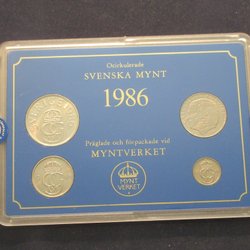 Ocirkulerade
SVENSKA MYNT
1986
Präglade och förpackade vid
MYNTVERKET
MYNT
VERKET